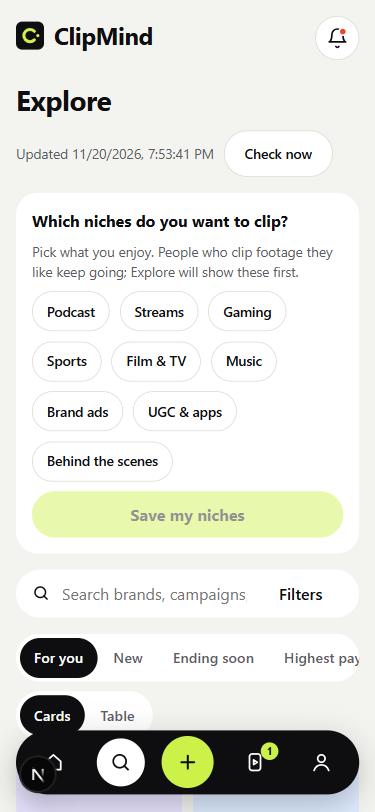 ClipMind
Explore
Updated 11/20/2026, 7:53:41 PM
Check now
Which niches do you want to clip?
Pick what you enjoy. People who clip footage they
like keep going; Explore will show these first.
Podcast
Streams
Gaming
Sports
Film & TV
Music
Brand ads
UGC & apps
Behind the scenes
Save my niches
Search brands, campaigns
Filters
For you
New
Ending soon
Highest pay
Cards
Table
1
N